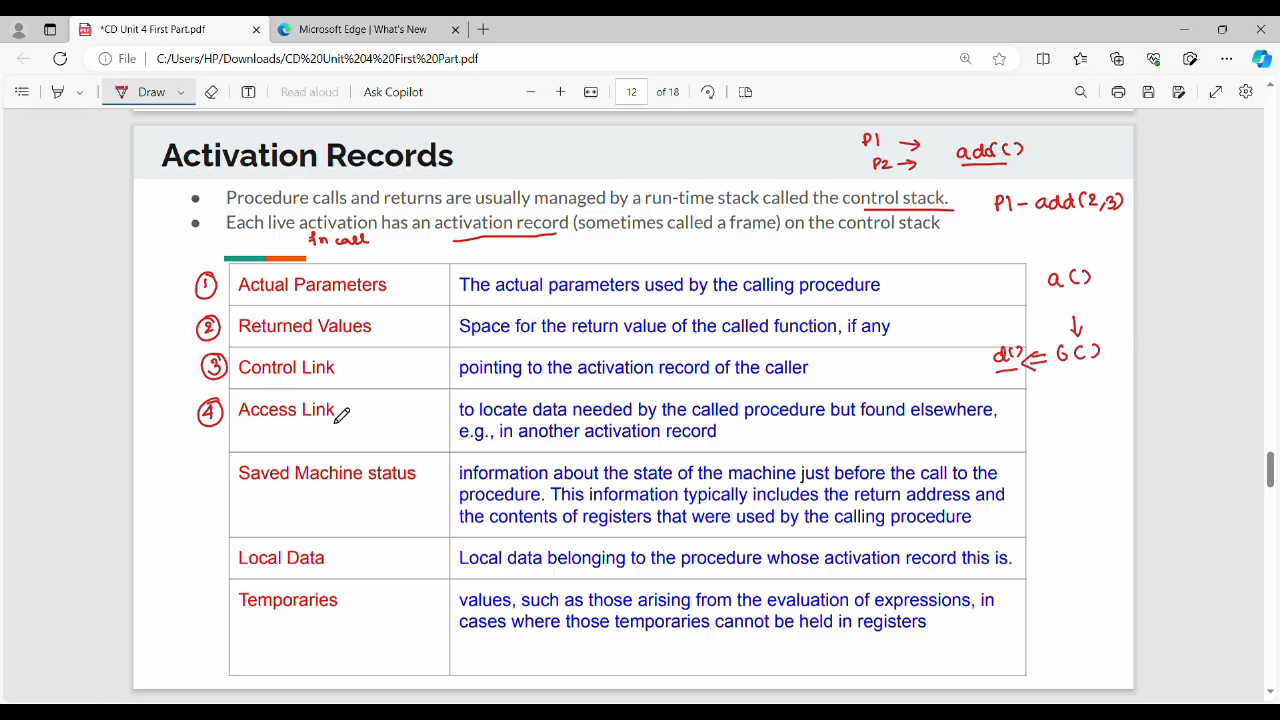 *CD Unit 4 First Part.pdf
Microsoft Edge | What's New
File
C:/Users/HP/Downloads/CD%20Unit%204%20First%20Part.pdf
Draw
Read aloud
Ask Copilot
12
of 18
Activation Records
P1 →
P2 →
add()
Procedure calls and returns are usually managed by a run-time stack called the control stack.
P1 - add(2,3)
Each live activation has an activation record (sometimes called a frame) on the control stack
fn call
1
Actual Parameters
The actual parameters used by the calling procedure
a()
2
Returned Values
Space for the return value of the called function, if any
3
Control Link
pointing to the activation record of the caller
d()
b()
4
Access Link
to locate data needed by the called procedure but found elsewhere,
e.g., in another activation record
Saved Machine status
information about the state of the machine just before the call to the
procedure. This information typically includes the return address and
the contents of registers that were used by the calling procedure
Local Data
Local data belonging to the procedure whose activation record this is.
Temporaries
values, such as those arising from the evaluation of expressions, in
cases where those temporaries cannot be held in registers